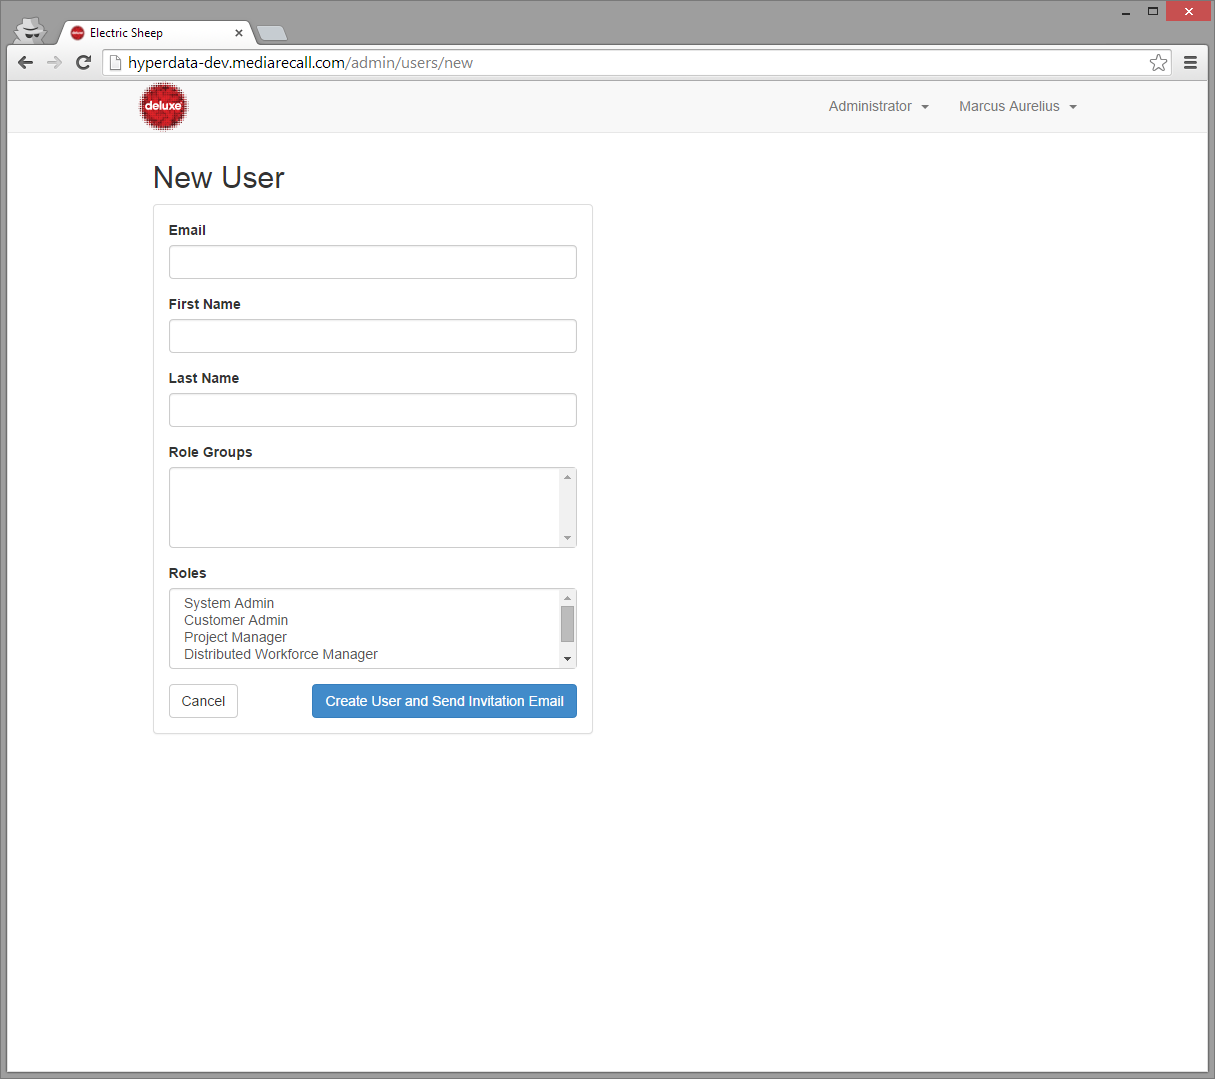 Electric Sheep
hyperdata-dev.mediarecall.com/admin/users/new
deluxe
Administrator
Marcus Aurelius
New User
Email
First Name
Last Name
Role Groups
Roles
System Admin
Customer Admin
Project Manager
Distributed Workforce Manager
Cancel
Create User and Send Invitation Email